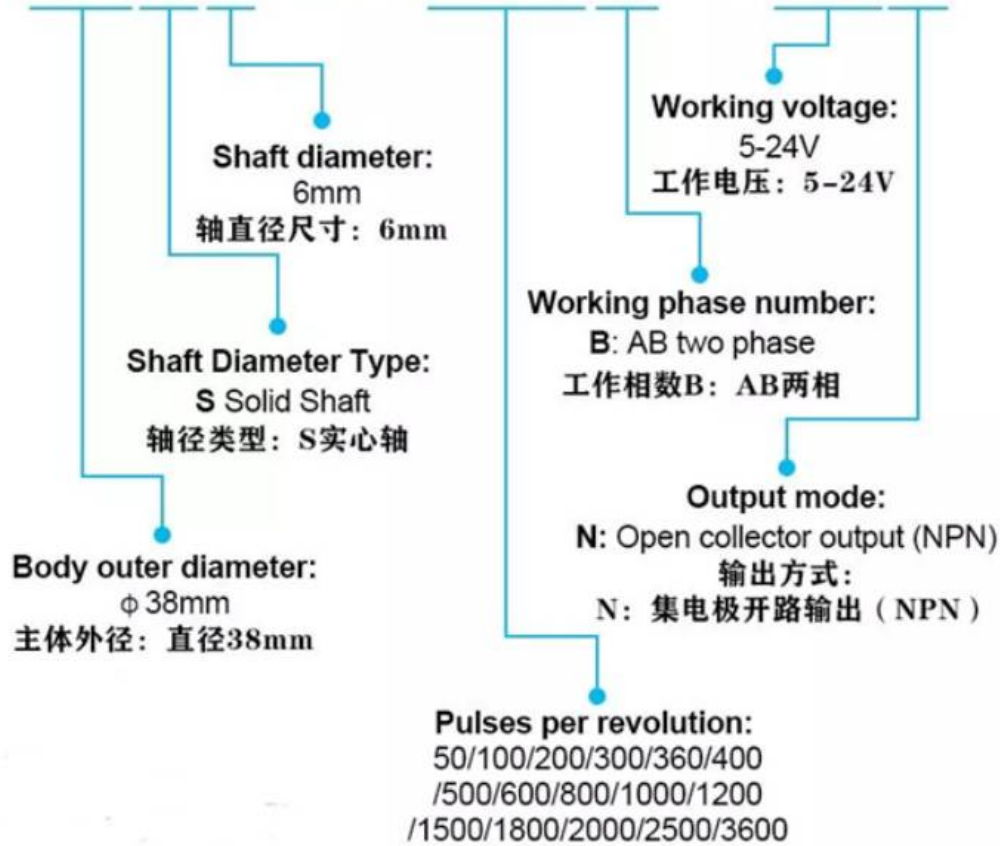 Shaft diameter:
6mm
轴直径尺寸：6mm
Shaft Diameter Type:
S Solid Shaft
轴径类型：S实心轴
Body outer diameter:
ф 38mm
主体外径：直径38mm
Working voltage:
5-24V
工作电压：5-24V
Working phase number:
B: AB two phase
工作相数B：AB两相
Output mode:
N: Open collector output (NPN)
输出方式：
N：集电极开路输出（NPN）
Pulses per revolution:
50/100/200/300/360/400
/500/600/800/1000/1200
/1500/1800/2000/2500/3600